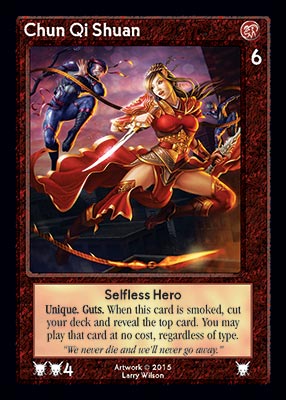 Chun Qi Shuan
6
Selfless Hero
Unique. Guts. When this card is smoked, cut
your deck and reveal the top card. You may
play that card at no cost, regardless of type.
"We never die and we'll never go away."
4
Artwork © 2015
Larry Wilson